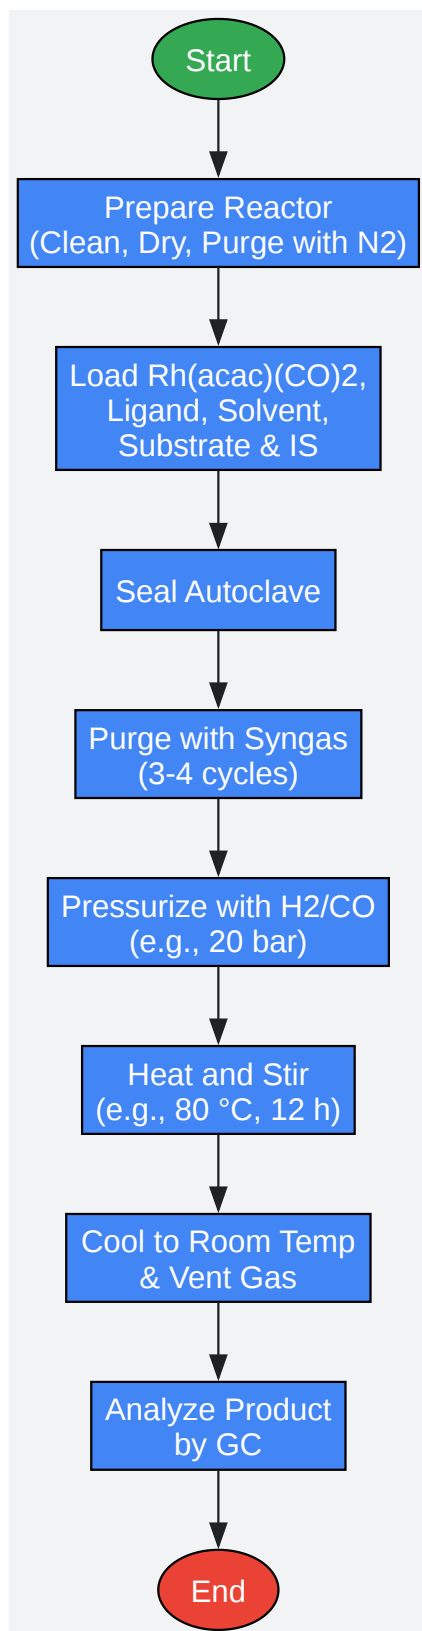 Start
Prepare Reactor
(Clean, Dry, Purge with N2)
Load Rh(acac)(CO)2,
Ligand, Solvent,
Substrate & IS
Seal Autoclave
Purge with Syngas
(3-4 cycles)
Pressurize with H2/CO
(e.g., 20 bar)
Heat and Stir
(e.g., 80 °C, 12 h)
Cool to Room Temp
& Vent Gas
Analyze Product
by GC
End